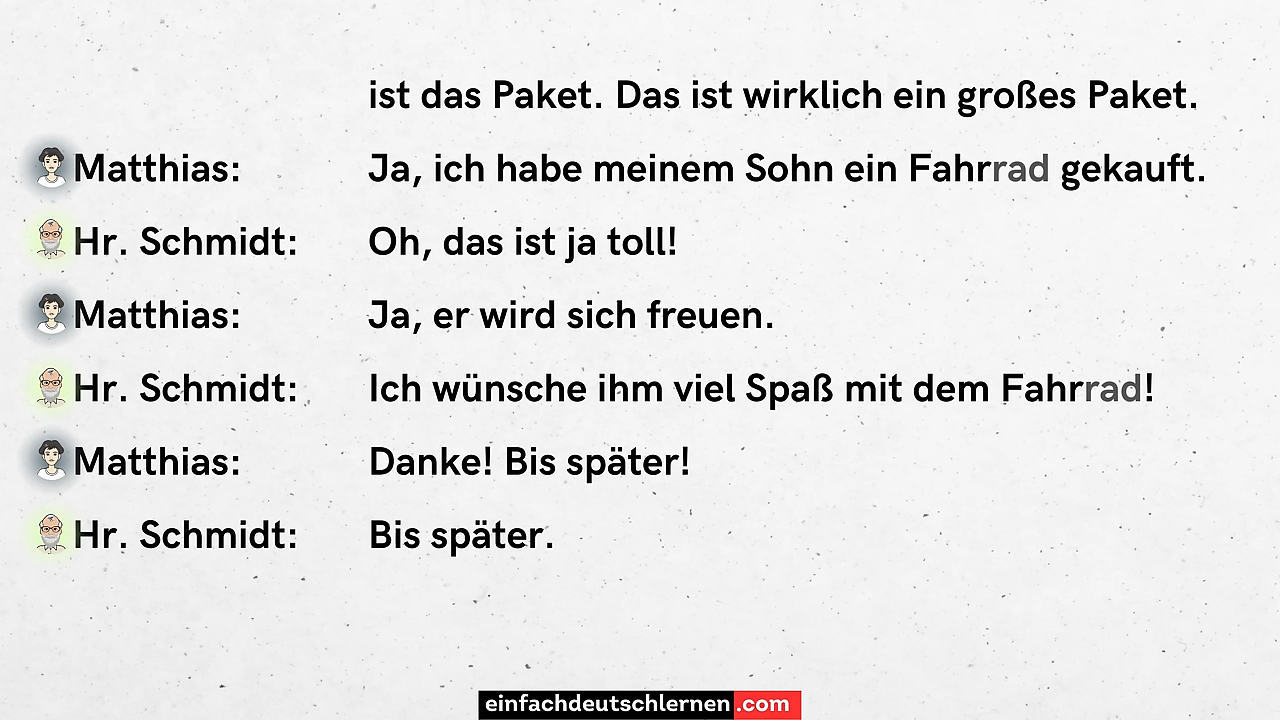 ist das Paket. Das ist wirklich ein großes Paket.
Matthias: Ja, ich habe meinem Sohn ein Fahrrad gekauft.
Hr. Schmidt: Oh, das ist ja toll!
Matthias: Ja, er wird sich freuen.
Hr. Schmidt: Ich wünsche ihm viel Spaß mit dem Fahrrad!
Matthias: Danke! Bis später!
Hr. Schmidt: Bis später.
einfachdeutschlernen.com